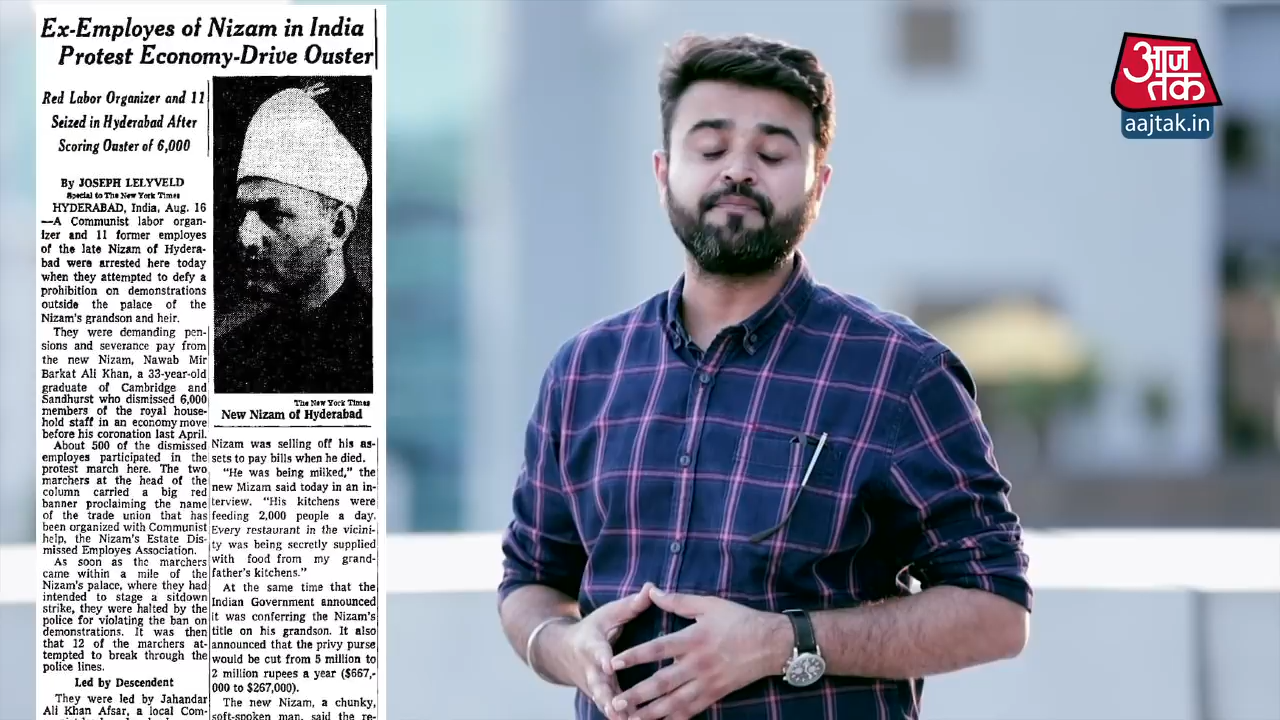 Ex-Employes of Nizam in India
Protest Economy-Drive Ouster
Red Labor Organizer and 11
Seized in Hyderabad After
Scoring Ouster of 6,000
By JOSEPH LELYVELD
Special to The New York Times
HYDERABAD, India, Aug. 16
—A Communist labor organ-
izer and 11 former employes
of the late Nizam of Hydera-
bad were arrested here today
when they attempted to defy a
prohibition on demonstrations
outside the palace of the
Nizam's grandson and heir.
They were demanding pen-
sions and severance pay from
the new Nizam, Nawab Mir
Barkat Ali Khan, a 33-year-old
graduate of Cambridge and
Sandhurst who dismissed 6,000
members of the royal house-
hold staff in an economy move
before his coronation last April.
About 500 of the dismissed
employes participated in the
protest march here. The two
marchers at the head of the
column carried a big red
banner proclaiming the name
of the trade union that has
been organized with Communist
help, the Nizam's Estate Dis-
missed Employes Association.
As soon as the marchers
came within a mile of the
Nizam's palace, where they had
intended to stage a sitdown
strike, they were halted by the
police for violating the ban on
demonstrations. It was then
that 12 of the marchers at-
tempted to break through the
police lines.
Led by Descendent
They were led by Jahandar
Ali Khan Afsar, a local Com-
The New York Times
New Nizam of Hyderabad
Nizam was selling off his as-
sets to pay bills when he died.
"He was being milked," the
new Mizam said today in an in-
terview. "His kitchens were
feeding 2,000 people a day.
Every restaurant in the vicini-
ty was being secretly supplied
with food from my grand-
father's kitchens."
At the same time that the
Indian Government announced
it was conferring the Nizam's
title on his grandson. It also
announced that the privy purse
would be cut from 5 million to
2 million rupees a year ($667,-
000 to $267,000).
The new Nizam, a chunky,
soft-spoken man, said the re-
आज
तक
aajtak.in